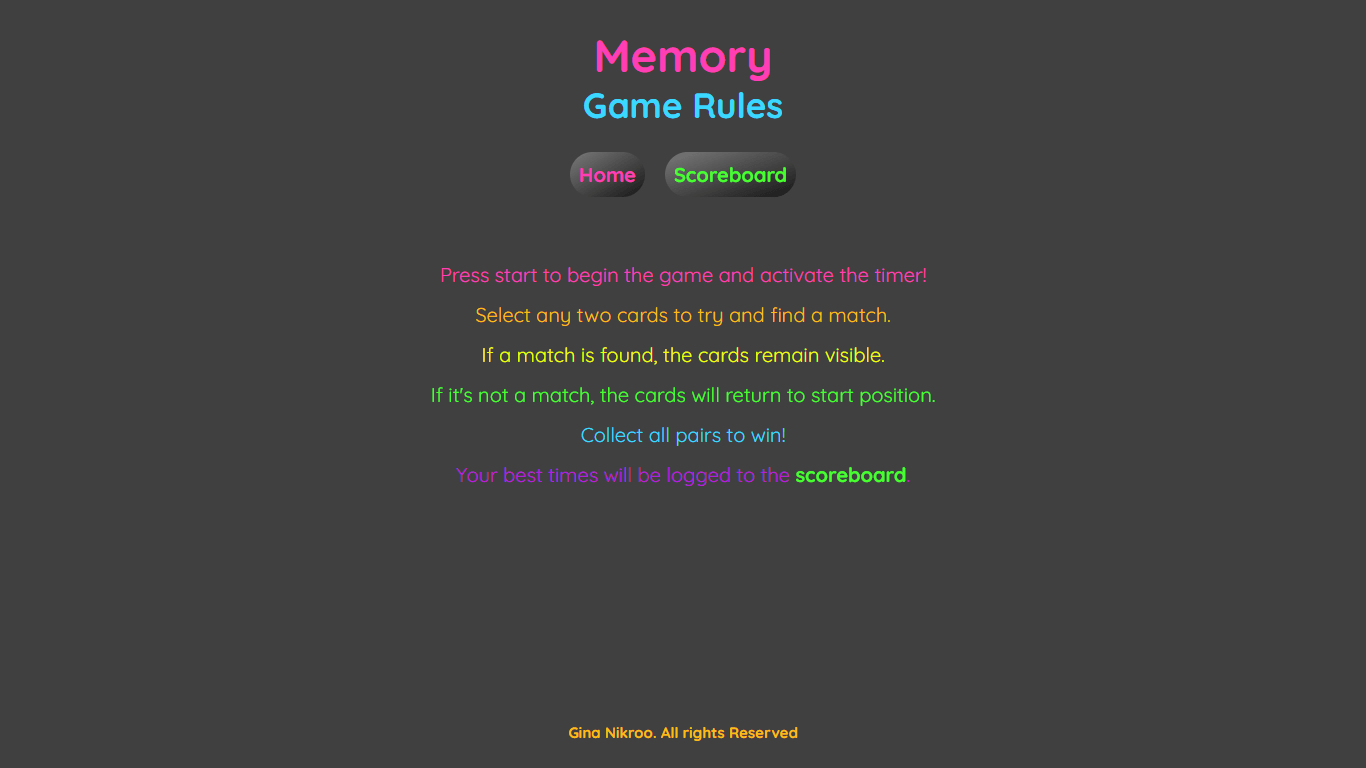 Memory
Game Rules
Home Scoreboard
Press start to begin the game and activate the timer!
Select any two cards to try and find a match.
If a match is found, the cards remain visible.
If it's not a match, the cards will return to start position.
Collect all pairs to win!
Your best times will be logged to the scoreboard.
Gina Nikroo. All rights Reserved